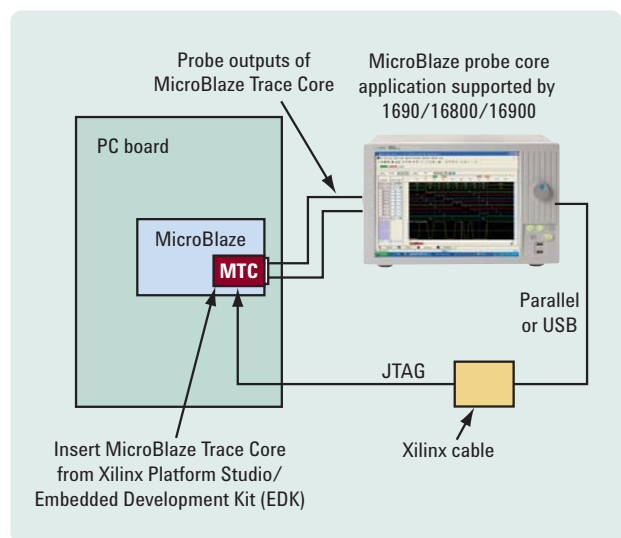 Probe outputs of
MicroBlaze Trace Core
MicroBlaze probe core
application supported by
1690/16800/16900
PC board
MicroBlaze
MTC
Parallel
or USB
JTAG
Xilinx cable
Insert MicroBlaze Trace Core
from Xilinx Platform Studio/
Embedded Development Kit (EDK)